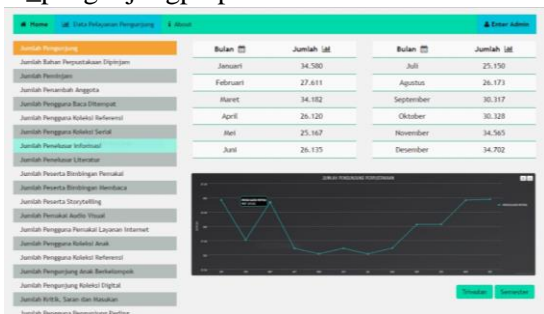 Home Data Pelayanan Pengunjung About Enter Admin
Jumlah Pengunjung
Jumlah Bahan Perpustakaan Dipinjam
Jumlah Peminjam
Jumlah Penambah Anggota
Jumlah Pengguna Baca Ditempat
Jumlah Pengguna Koleksi Referensi
Jumlah Pengguna Koleksi Serial
Jumlah Penelusur Informasi
Jumlah Penelusur Literatur
Jumlah Peserta Bimbingan Pemakai
Jumlah Peserta Bimbingan Membaca
Jumlah Peserta Storytelling
Jumlah Pemakai Audio Visual
Jumlah Pengguna Pemakai Layanan Internet
Jumlah Pengguna Koleksi Anak
Jumlah Pengguna Koleksi Referensi
Jumlah Pengunjung Anak Berkelompok
Jumlah Pengunjung Koleksi Digital
Jumlah Kritik, Saran dan Masukan
Bulan Jumlah Bulan Jumlah
Januari 34.580 Juli 25.150
Februari 27.611 Agustus 26.173
Maret 34.182 September 30.317
April 26.120 Oktober 30.328
Mei 25.167 November 34.565
Juni 26.135 Desember 34.702
JUMLAH PENGUNJUNG PERPUSTAKAAN
Triwulan Semester